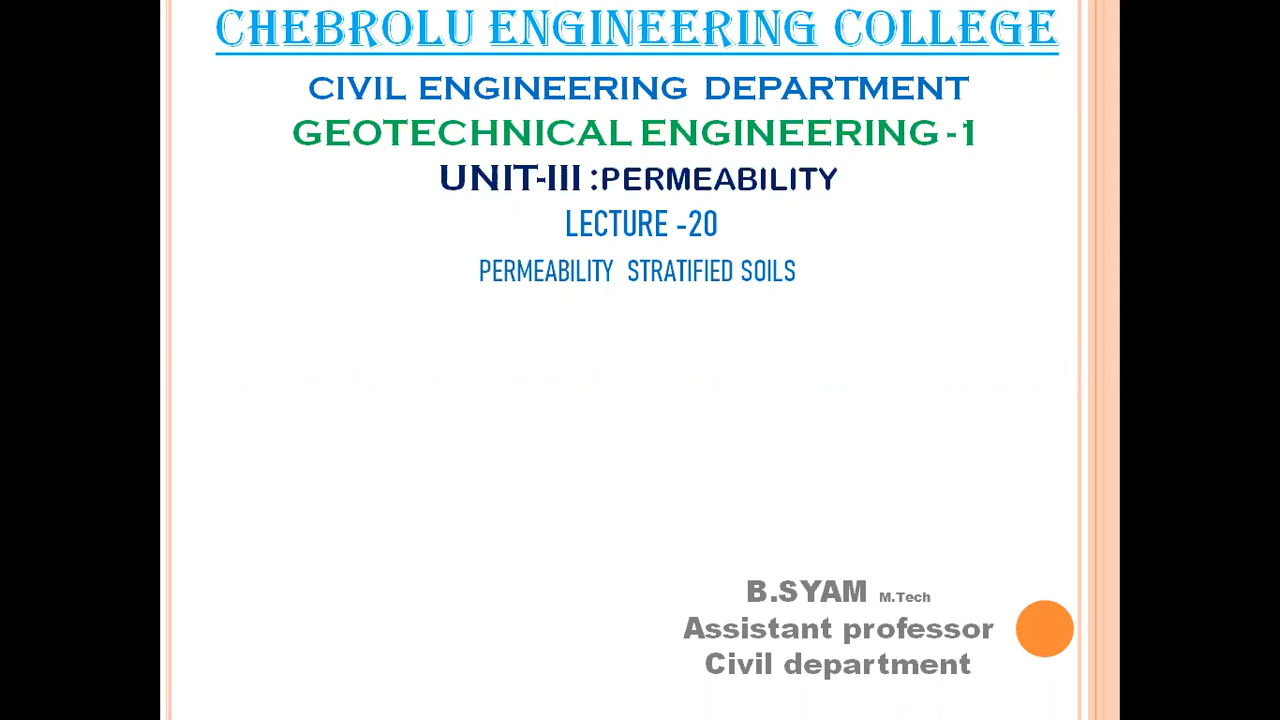 CHEBROLU ENGINEERING COLLEGE
CIVIL ENGINEERING DEPARTMENT
GEOTECHNICAL ENGINEERING -1
UNIT-III :PERMEABILITY
LECTURE -20
PERMEABILITY STRATIFIED SOILS
B.SYAM M.Tech
Assistant professor
Civil department